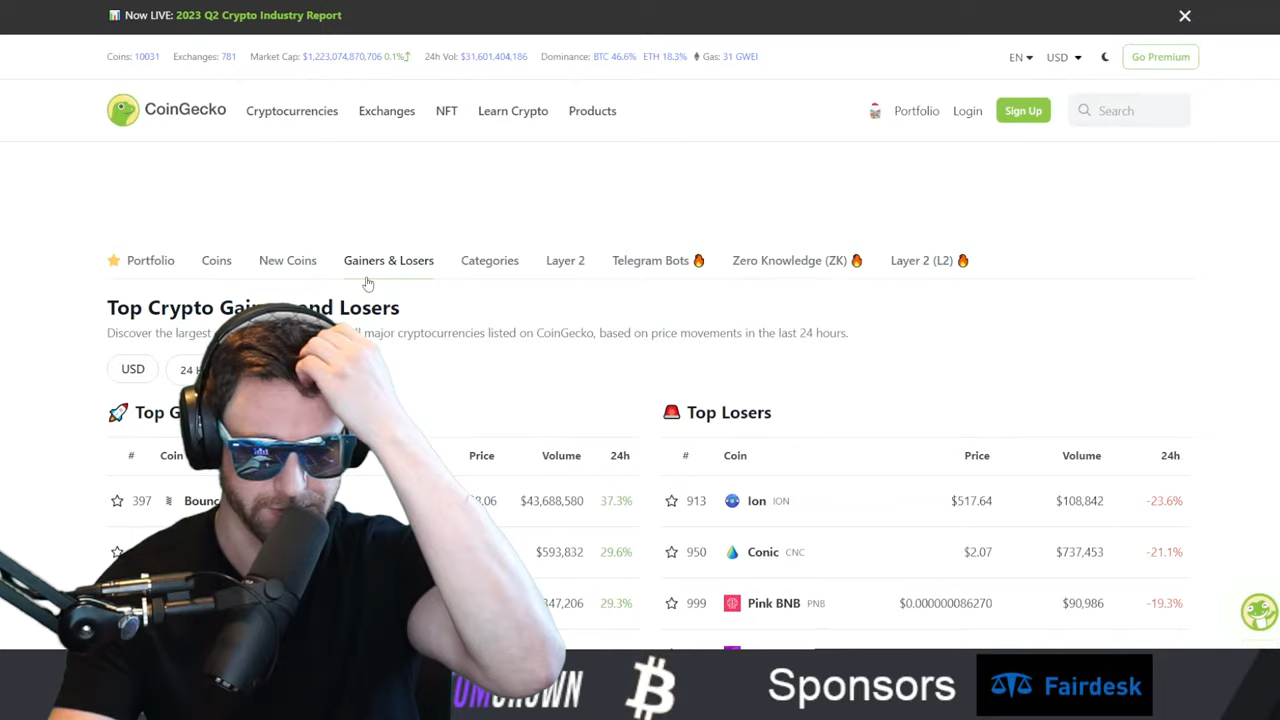 Now LIVE: 2023 Q2 Crypto Industry Report
Coins: 10031 Exchanges: 781 Market Cap: $1,223,074,870,706 0.1% 24h Vol: $31,601,404,186 Dominance: BTC 46.6% ETH 18.3% Gas: 31 GWEI EN USD Go Premium
CoinGecko Cryptocurrencies Exchanges NFT Learn Crypto Products Portfolio Login Sign Up Search
Portfolio Coins New Coins Gainers & Losers Categories Layer 2 Telegram Bots Zero Knowledge (ZK) Layer 2 (L2)
Top Crypto and Losers
Discover the largest major cryptocurrencies listed on CoinGecko, based on price movements in the last 24 hours.
USD 24
Top
# Coin Price Volume 24h
397 $43,688,580 37.3%
$593,832 29.6%
29.3%
Top Losers
# Coin Price Volume 24h
913 Ion ION $517.64 $108,842 -23.6%
950 Conic CNC $2.07 $737,453 -21.1%
999 Pink BNB PNB $0.000000086270 $90,986 -19.3%
Sponsors Fairdesk